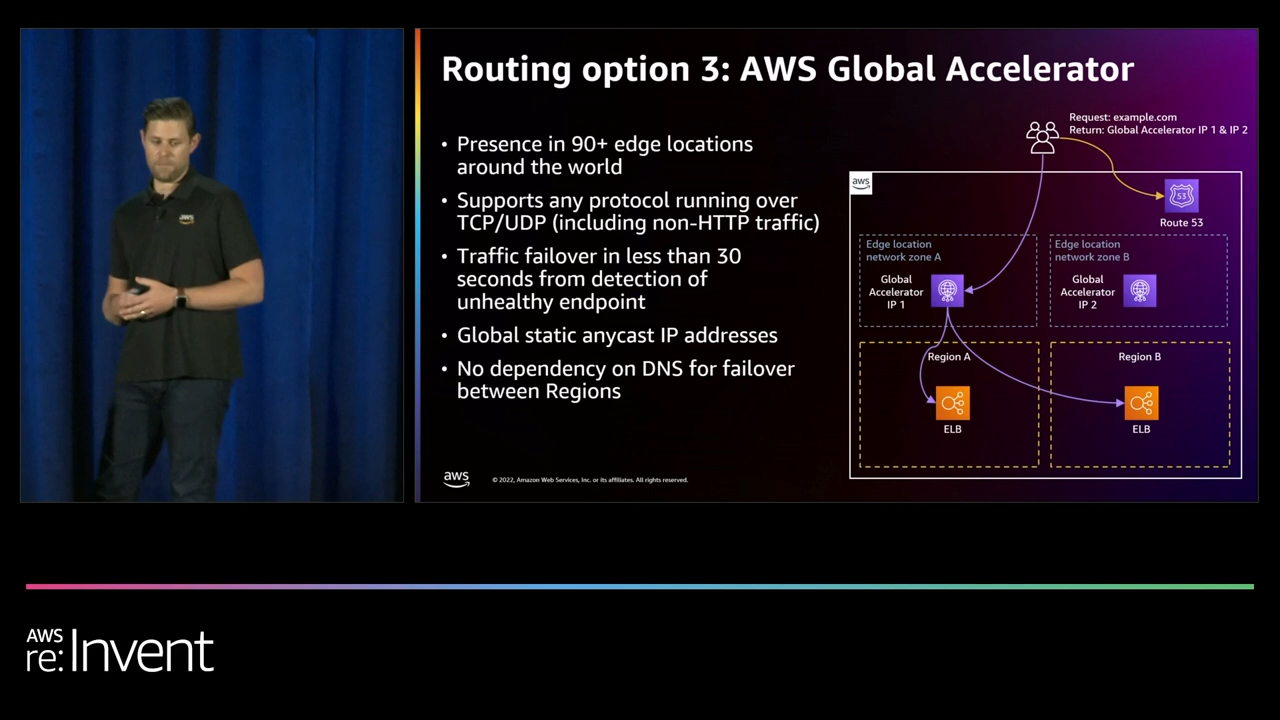 Routing option 3: AWS Global Accelerator
• Presence in 90+ edge locations
around the world
• Supports any protocol running over
TCP/UDP (including non-HTTP traffic)
• Traffic failover in less than 30
seconds from detection of
unhealthy endpoint
• Global static anycast IP addresses
• No dependency on DNS for failover
between Regions
Request: example.com
Return: Global Accelerator IP 1 & IP 2
aws
53
Route 53
Edge location
network zone A
Global
Accelerator
IP 1
Edge location
network zone B
Global
Accelerator
IP 2
Region A
ELB
Region B
ELB
aws
© 2022, Amazon Web Services, Inc. or its affiliates. All rights reserved.
aws
AWS
re:Invent